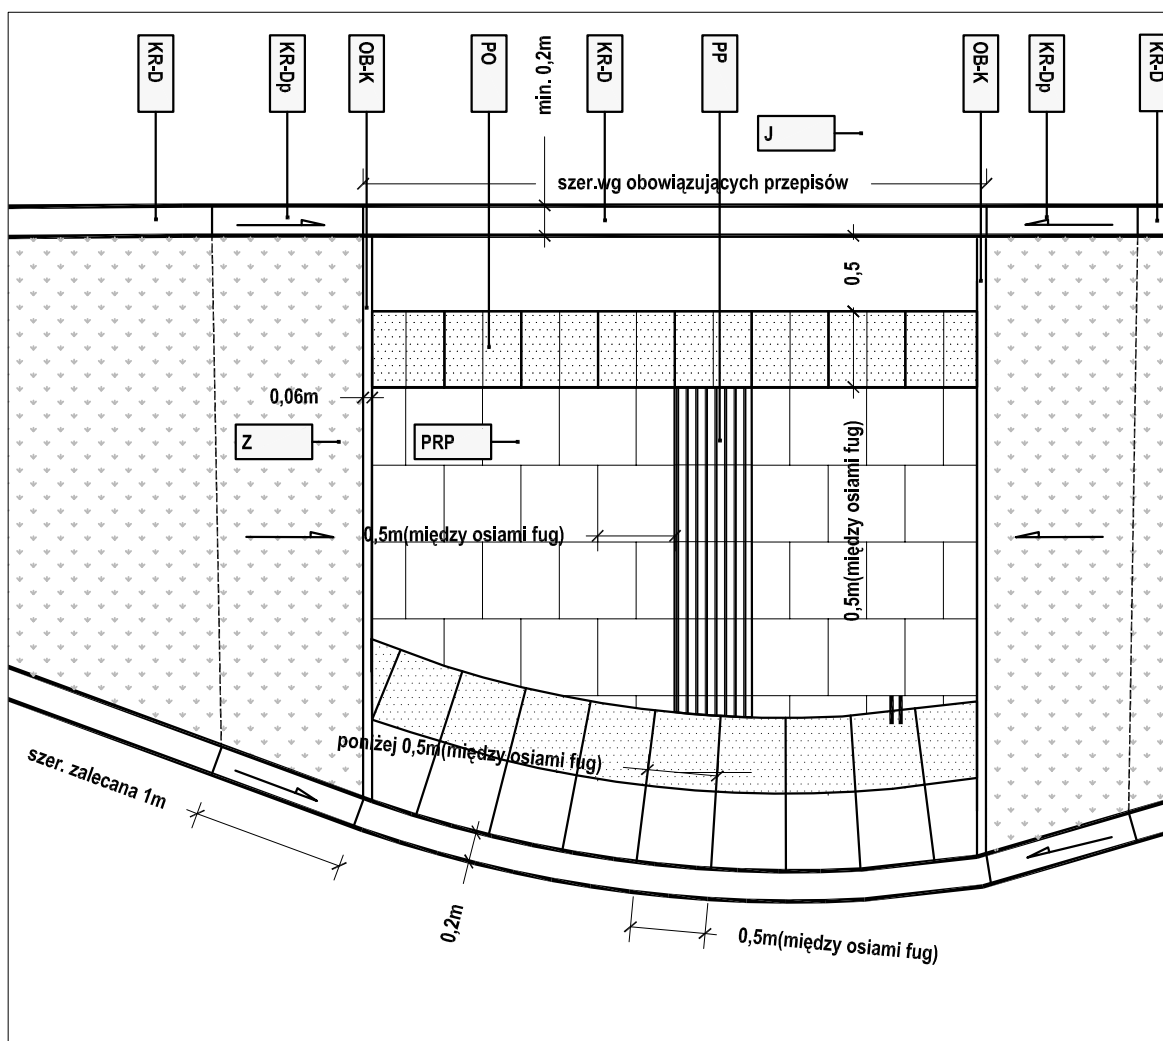 KR-D
KR-Dp
OB-K
PO
min. 0,2m
KR-D
PP
OB-K
KR-Dp
KR-D
J
szer.wg obowiązujących przepisów
0,5
0,06m
Z
PRP
0,5m(między osiami fug)
0,5m(między osiami fug)
poniżej 0,5m(między osiami fug)
szer. zalecana 1m
0,2m
0,5m(między osiami fug)